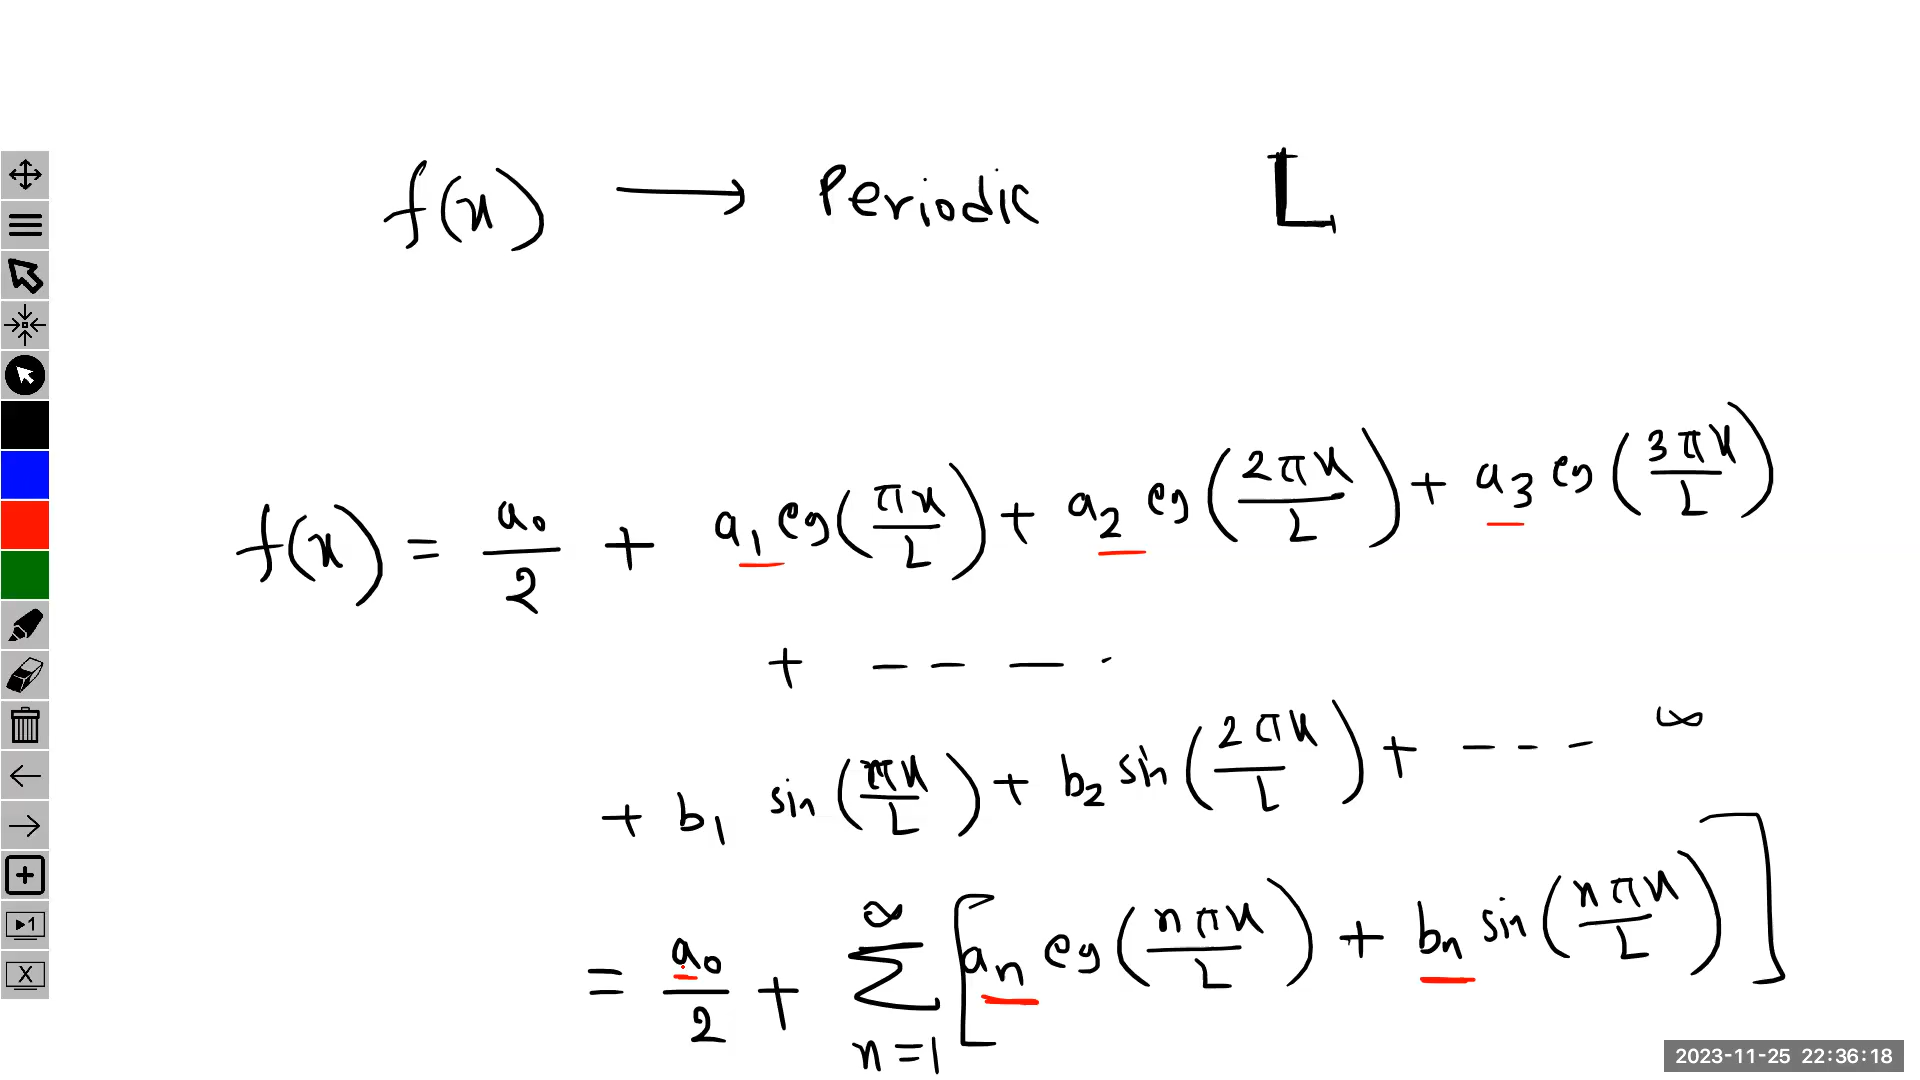 f(x) → Periodic L
f(x) = a₀/2 + a₁ cos(πx/L) + a₂ cos(2πx/L) + a₃ cos(3πx/L)
+ - - - -
+ b₁ sin(πx/L) + b₂ sin(2πx/L) + - - - ∞
= a₀/2 + ∑_{n=1}^{∞} [aₙ cos(nπx/L) + bₙ sin(nπx/L)]
▶1
X
2023-11-25 22:36:18